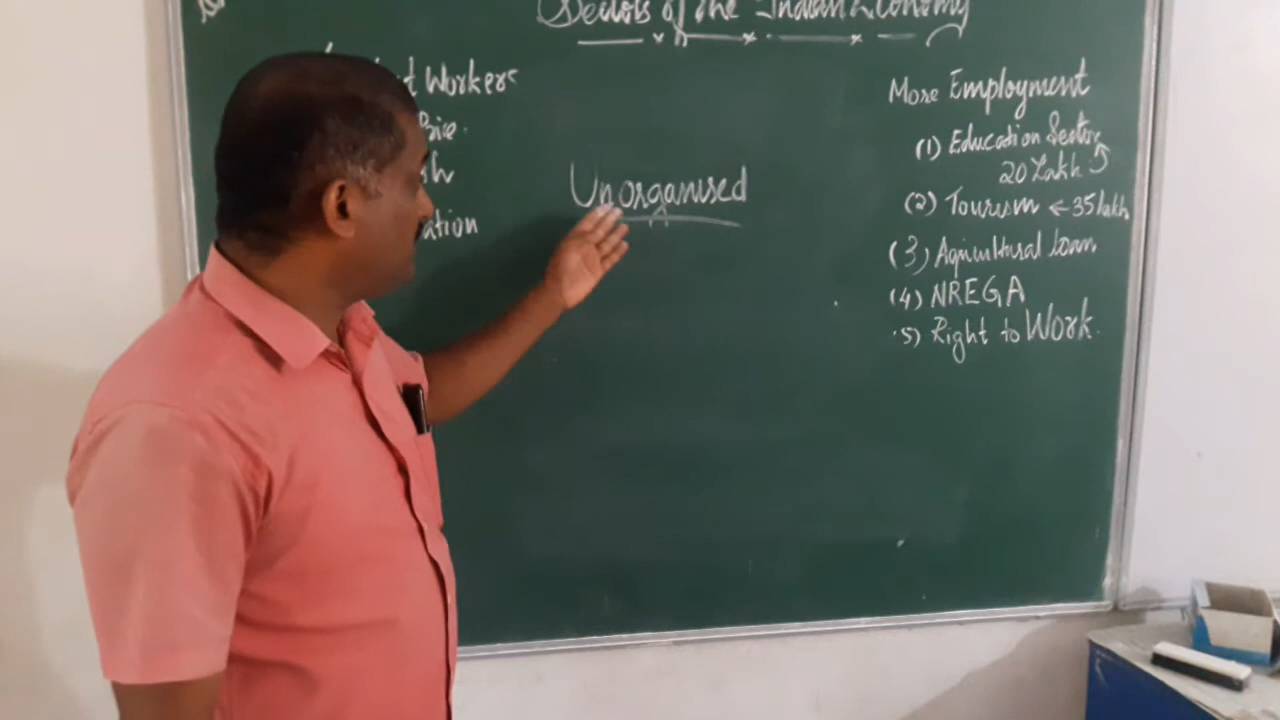 Sectors of the Indian Economy
Workers
Unorganised
More Employment
(1) Education Sector
20 Lakh
(2) Tourism ← 35 lakh
(3) Agricultural Loan
(4) NREGA
(5) Right to Work.